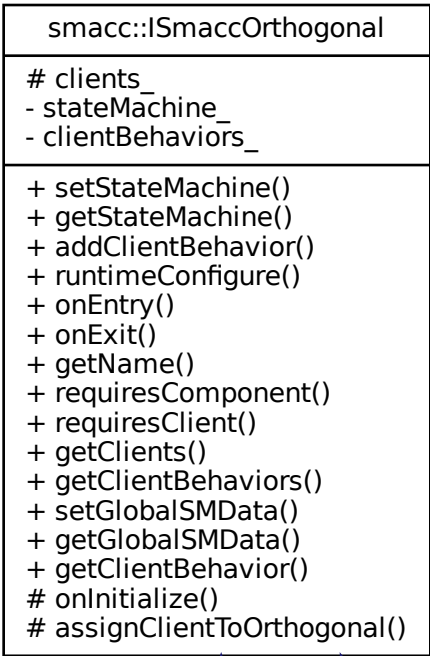 smacc::ISmaccOrthogonal
# clients_
- stateMachine_
- clientBehaviors_
+ setStateMachine()
+ getStateMachine()
+ addClientBehavior()
+ runtimeConfigure()
+ onEntry()
+ onExit()
+ getName()
+ requiresComponent()
+ requiresClient()
+ getClients()
+ getClientBehaviors()
+ setGlobalSMData()
+ getGlobalSMData()
+ getClientBehavior()
# onInitialize()
# assignClientToOrthogonal()